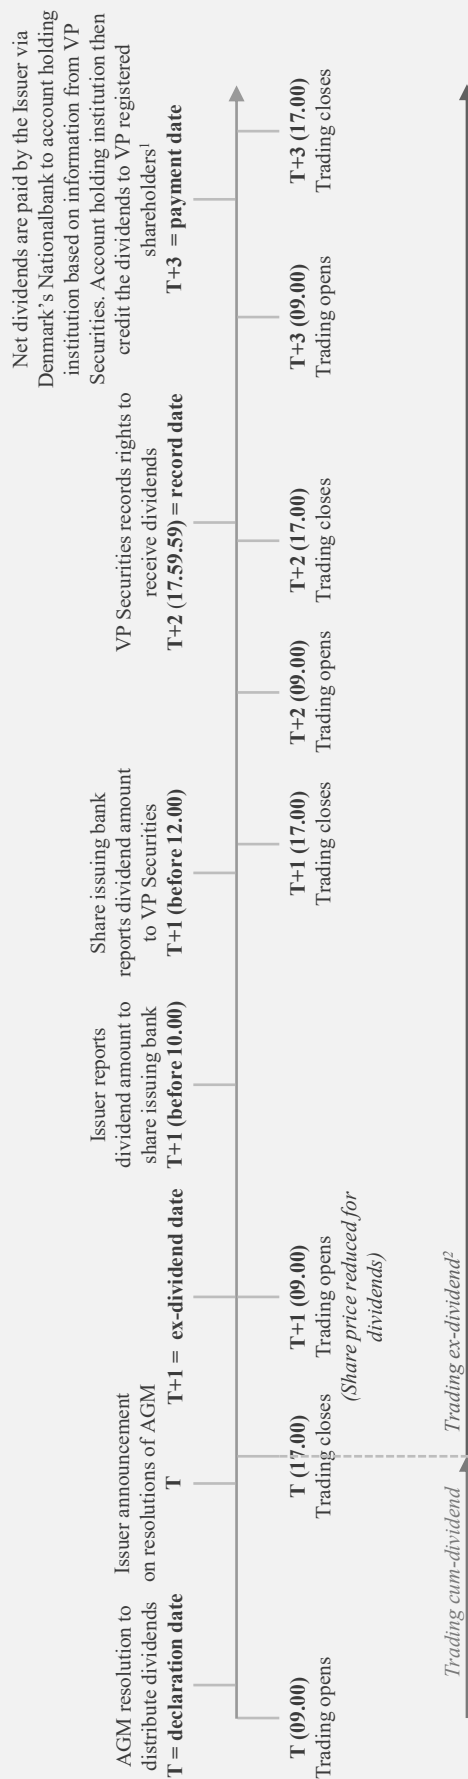 AGM resolution to
distribute dividends
T = declaration date
Issuer announcement
on resolutions of AGM
T
T+1 = ex-dividend date
Issuer reports
dividend amount to
share issuing bank
T+1 (before 10.00)
Share issuing bank
reports dividend amount
to VP Securities
T+1 (before 12.00)
VP Securities records rights to
receive dividends
T+2 (17.59.59) = record date
Net dividends are paid by the Issuer via
Denmark's Nationalbank to account holding
institution based on information from VP
Securities. Account holding institution then
credit the dividends to VP registered
shareholders¹
T+3 = payment date
T (09.00)
Trading opens
T (17.00)
Trading closes
T+1 (09.00)
Trading opens
(Share price reduced for
dividends)
T+1 (17.00)
Trading closes
T+2 (09.00)
Trading opens
T+2 (17.00)
Trading closes
T+3 (09.00)
Trading opens
T+3 (17.00)
Trading closes
Trading cum-dividend
Trading ex-dividend²